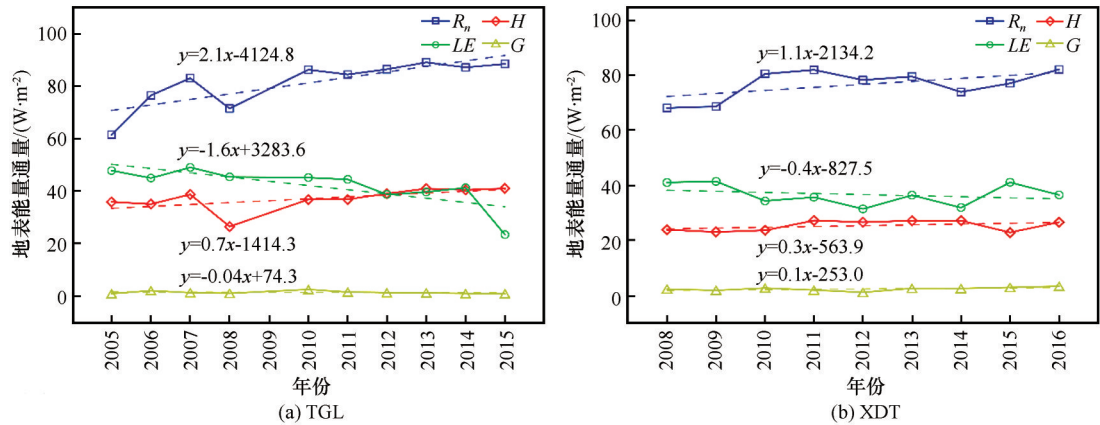 地表能量通量/(W·m⁻²)
100
80
60
40
20
0
Rn H
LE G
y=2.1x-4124.8
y=-1.6x+3283.6
y=0.7x-1414.3
y=-0.04x+74.3
2005 2006 2007 2008 2009 2010 2011 2012 2013 2014 2015
年份
(a) TGL
地表能量通量/(W·m⁻²)
100
80
60
40
20
0
Rn H
LE G
y=1.1x-2134.2
y=-0.4x-827.5
y=0.3x-563.9
y=0.1x-253.0
2008 2009 2010 2011 2012 2013 2014 2015 2016
年份
(b) XDT